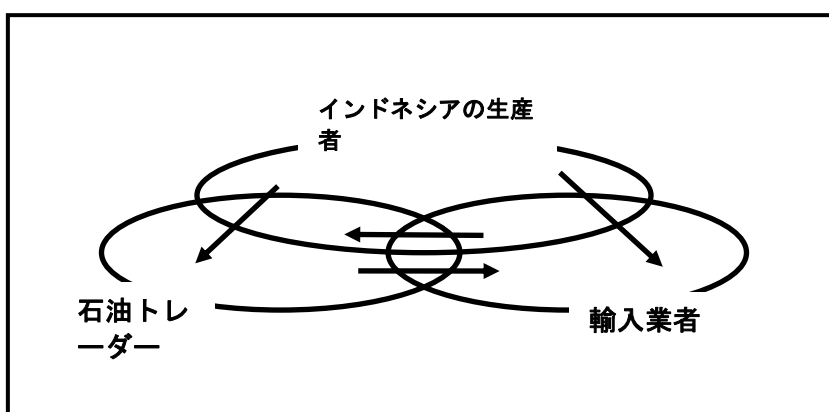 インドネシアの生産
者
石油トレ
ーダー
輸入業者